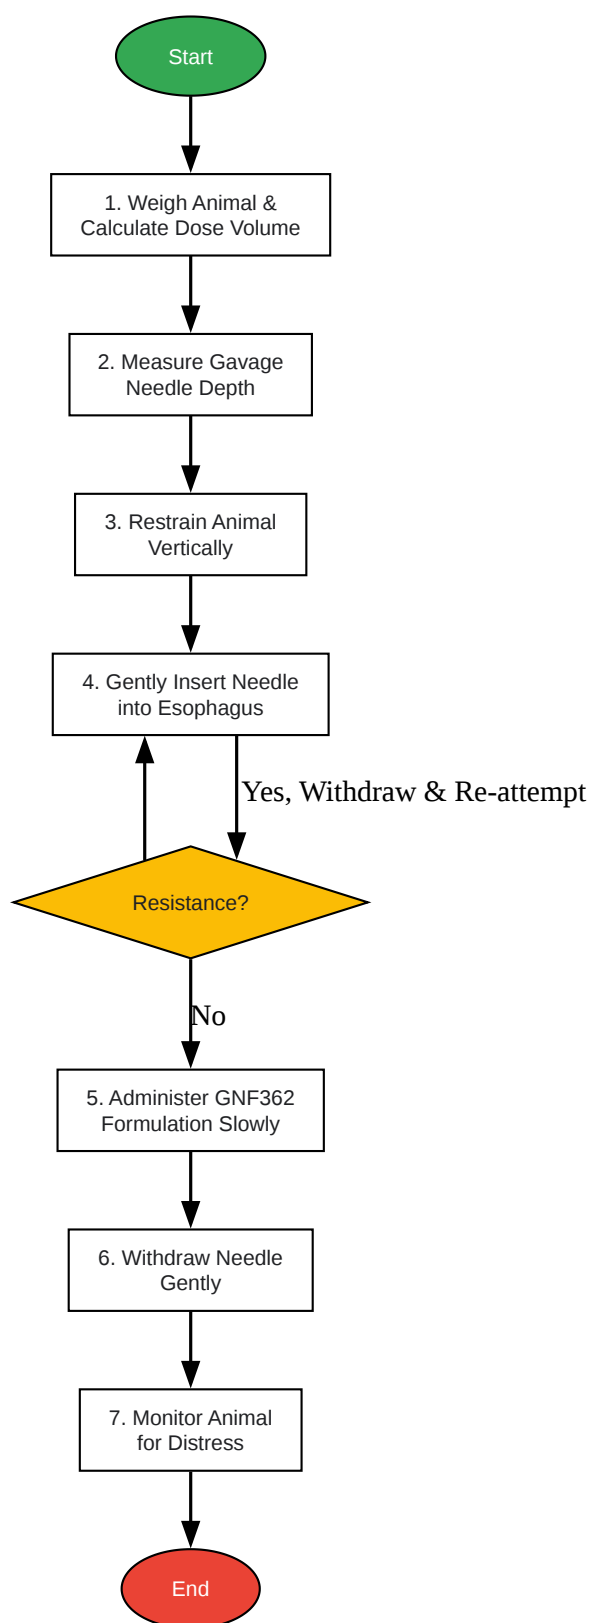 Start
1. Weigh Animal &
Calculate Dose Volume
2. Measure Gavage
Needle Depth
3. Restrain Animal
Vertically
4. Gently Insert Needle
into Esophagus
Yes, Withdraw & Re-attempt
Resistance?
No
5. Administer GNF362
Formulation Slowly
6. Withdraw Needle
Gently
7. Monitor Animal
for Distress
End